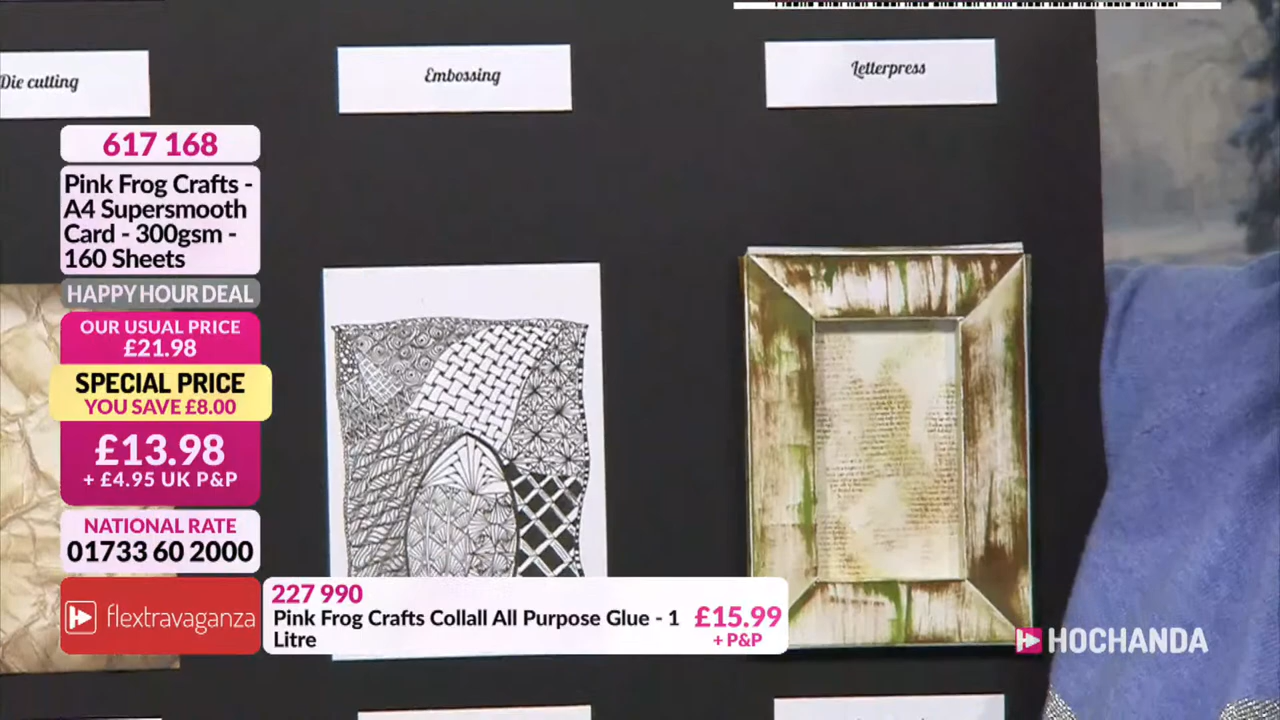 Die cutting
Embossing
Letterpress
617 168
Pink Frog Crafts -
A4 Supersmooth
Card - 300gsm -
160 Sheets
HAPPY HOUR DEAL
OUR USUAL PRICE
£21.98
SPECIAL PRICE
YOU SAVE £8.00
£13.98
+ £4.95 UK P&P
NATIONAL RATE
01733 60 2000
flextravaganza
227 990
Pink Frog Crafts Collall All Purpose Glue - 1
Litre
£15.99
+ P&P
HOCHANDA